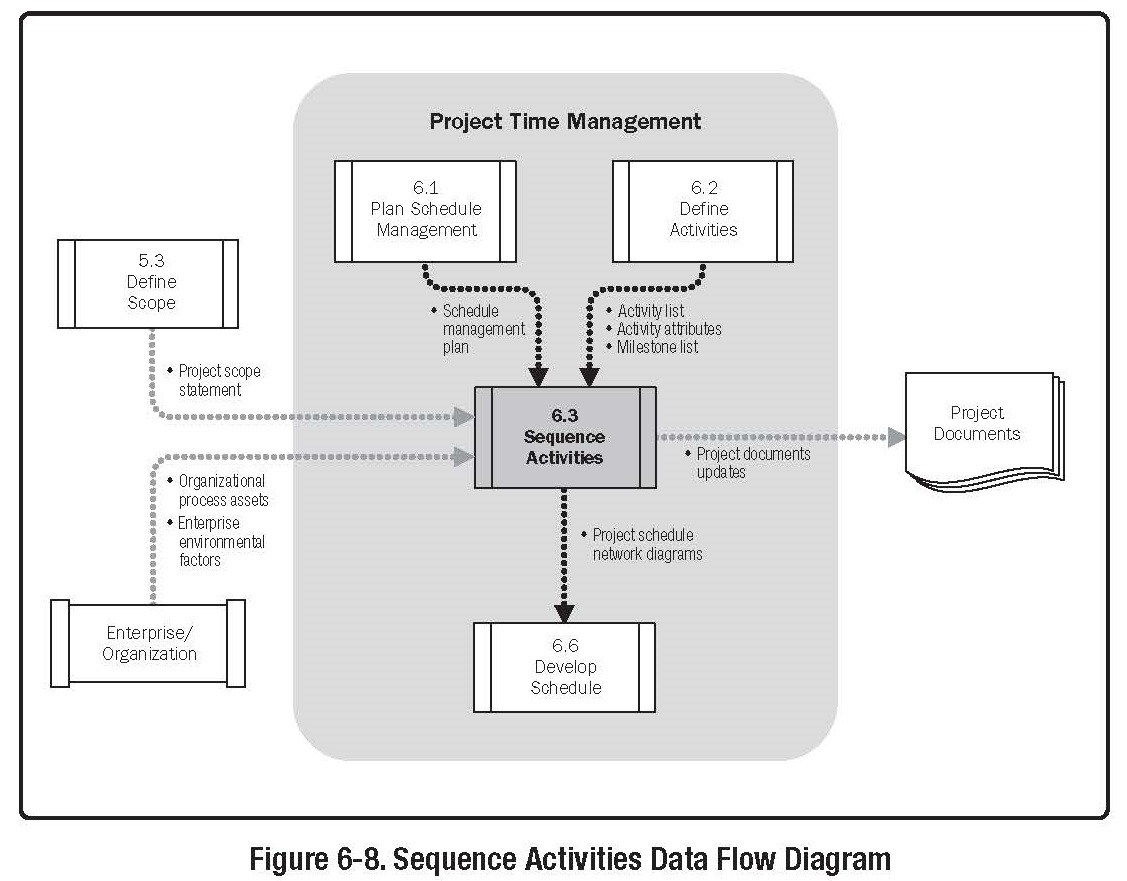 Project Time Management
6.1
Plan Schedule
Management
6.2
Define
Activities
5.3
Define
Scope
• Schedule
management
plan
• Activity list
• Activity attributes
• Milestone list
• Project scope
statement
6.3
Sequence
Activities
Project
Documents
• Project documents
updates
• Organizational
process assets
• Enterprise
environmental
factors
• Project schedule
network diagrams
Enterprise/
Organization
6.6
Develop
Schedule
Figure 6-8. Sequence Activities Data Flow Diagram